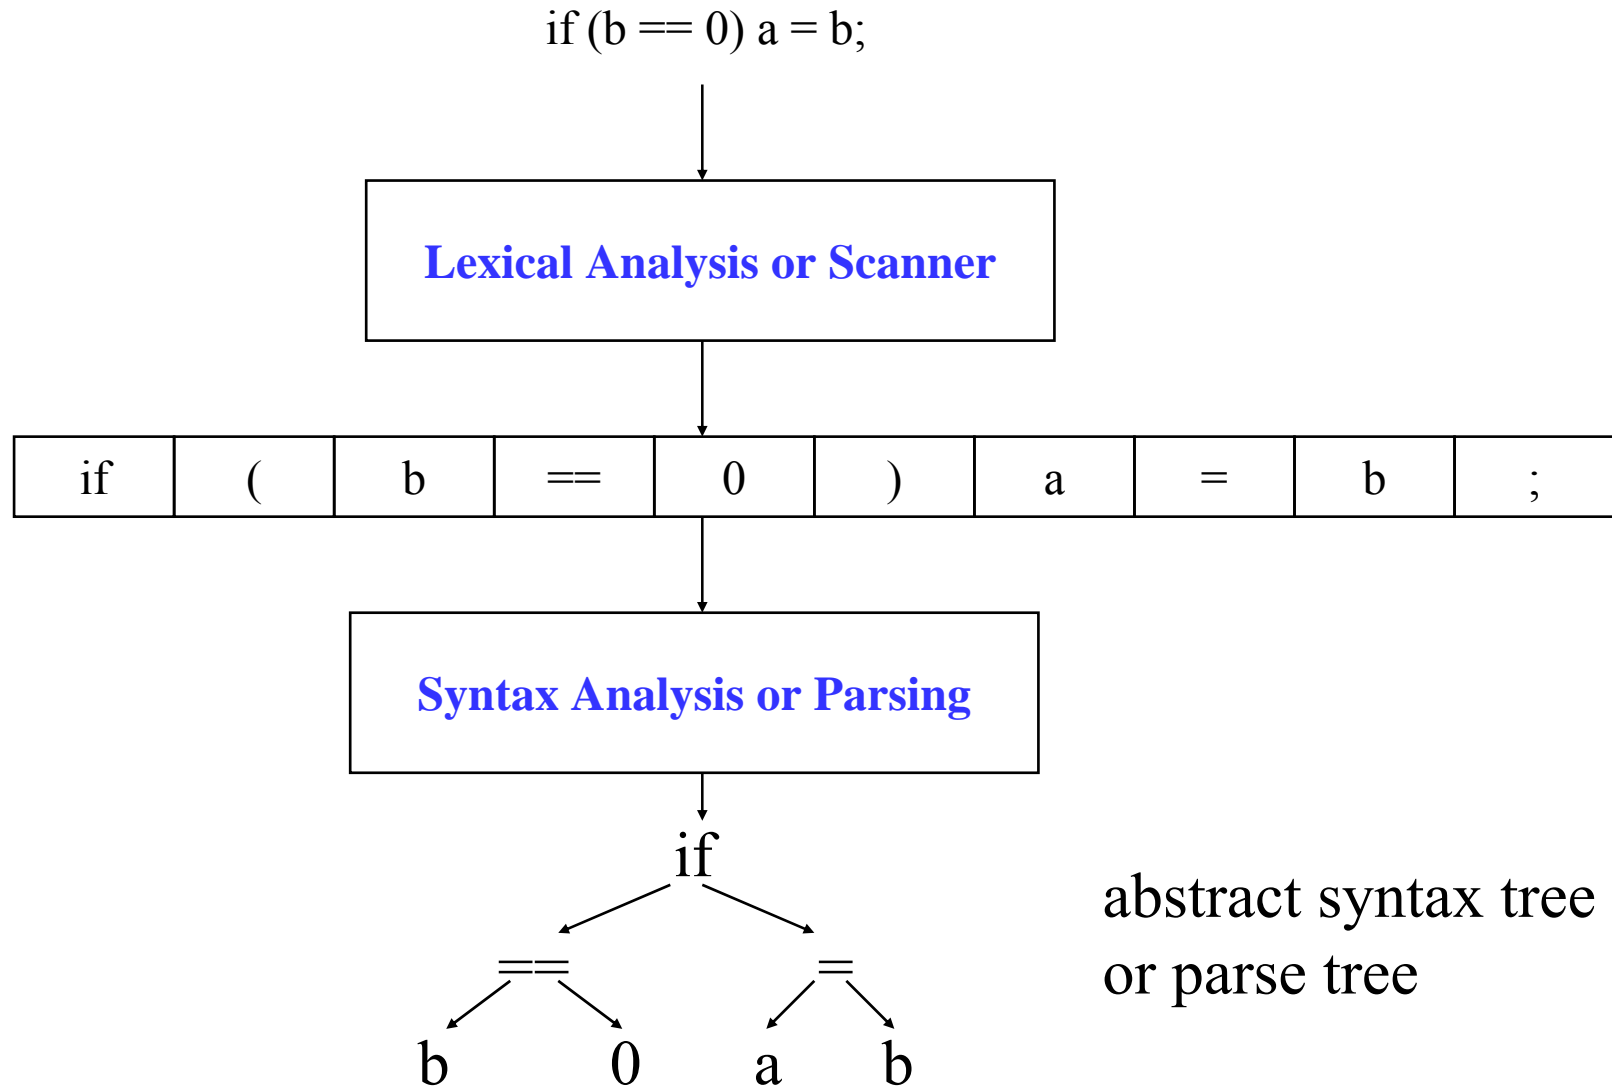 if (b == 0) a = b;
Lexical Analysis or Scanner
if ( b == 0 ) a = b ;
Syntax Analysis or Parsing
if
abstract syntax tree
== =
or parse tree
b 0 a b